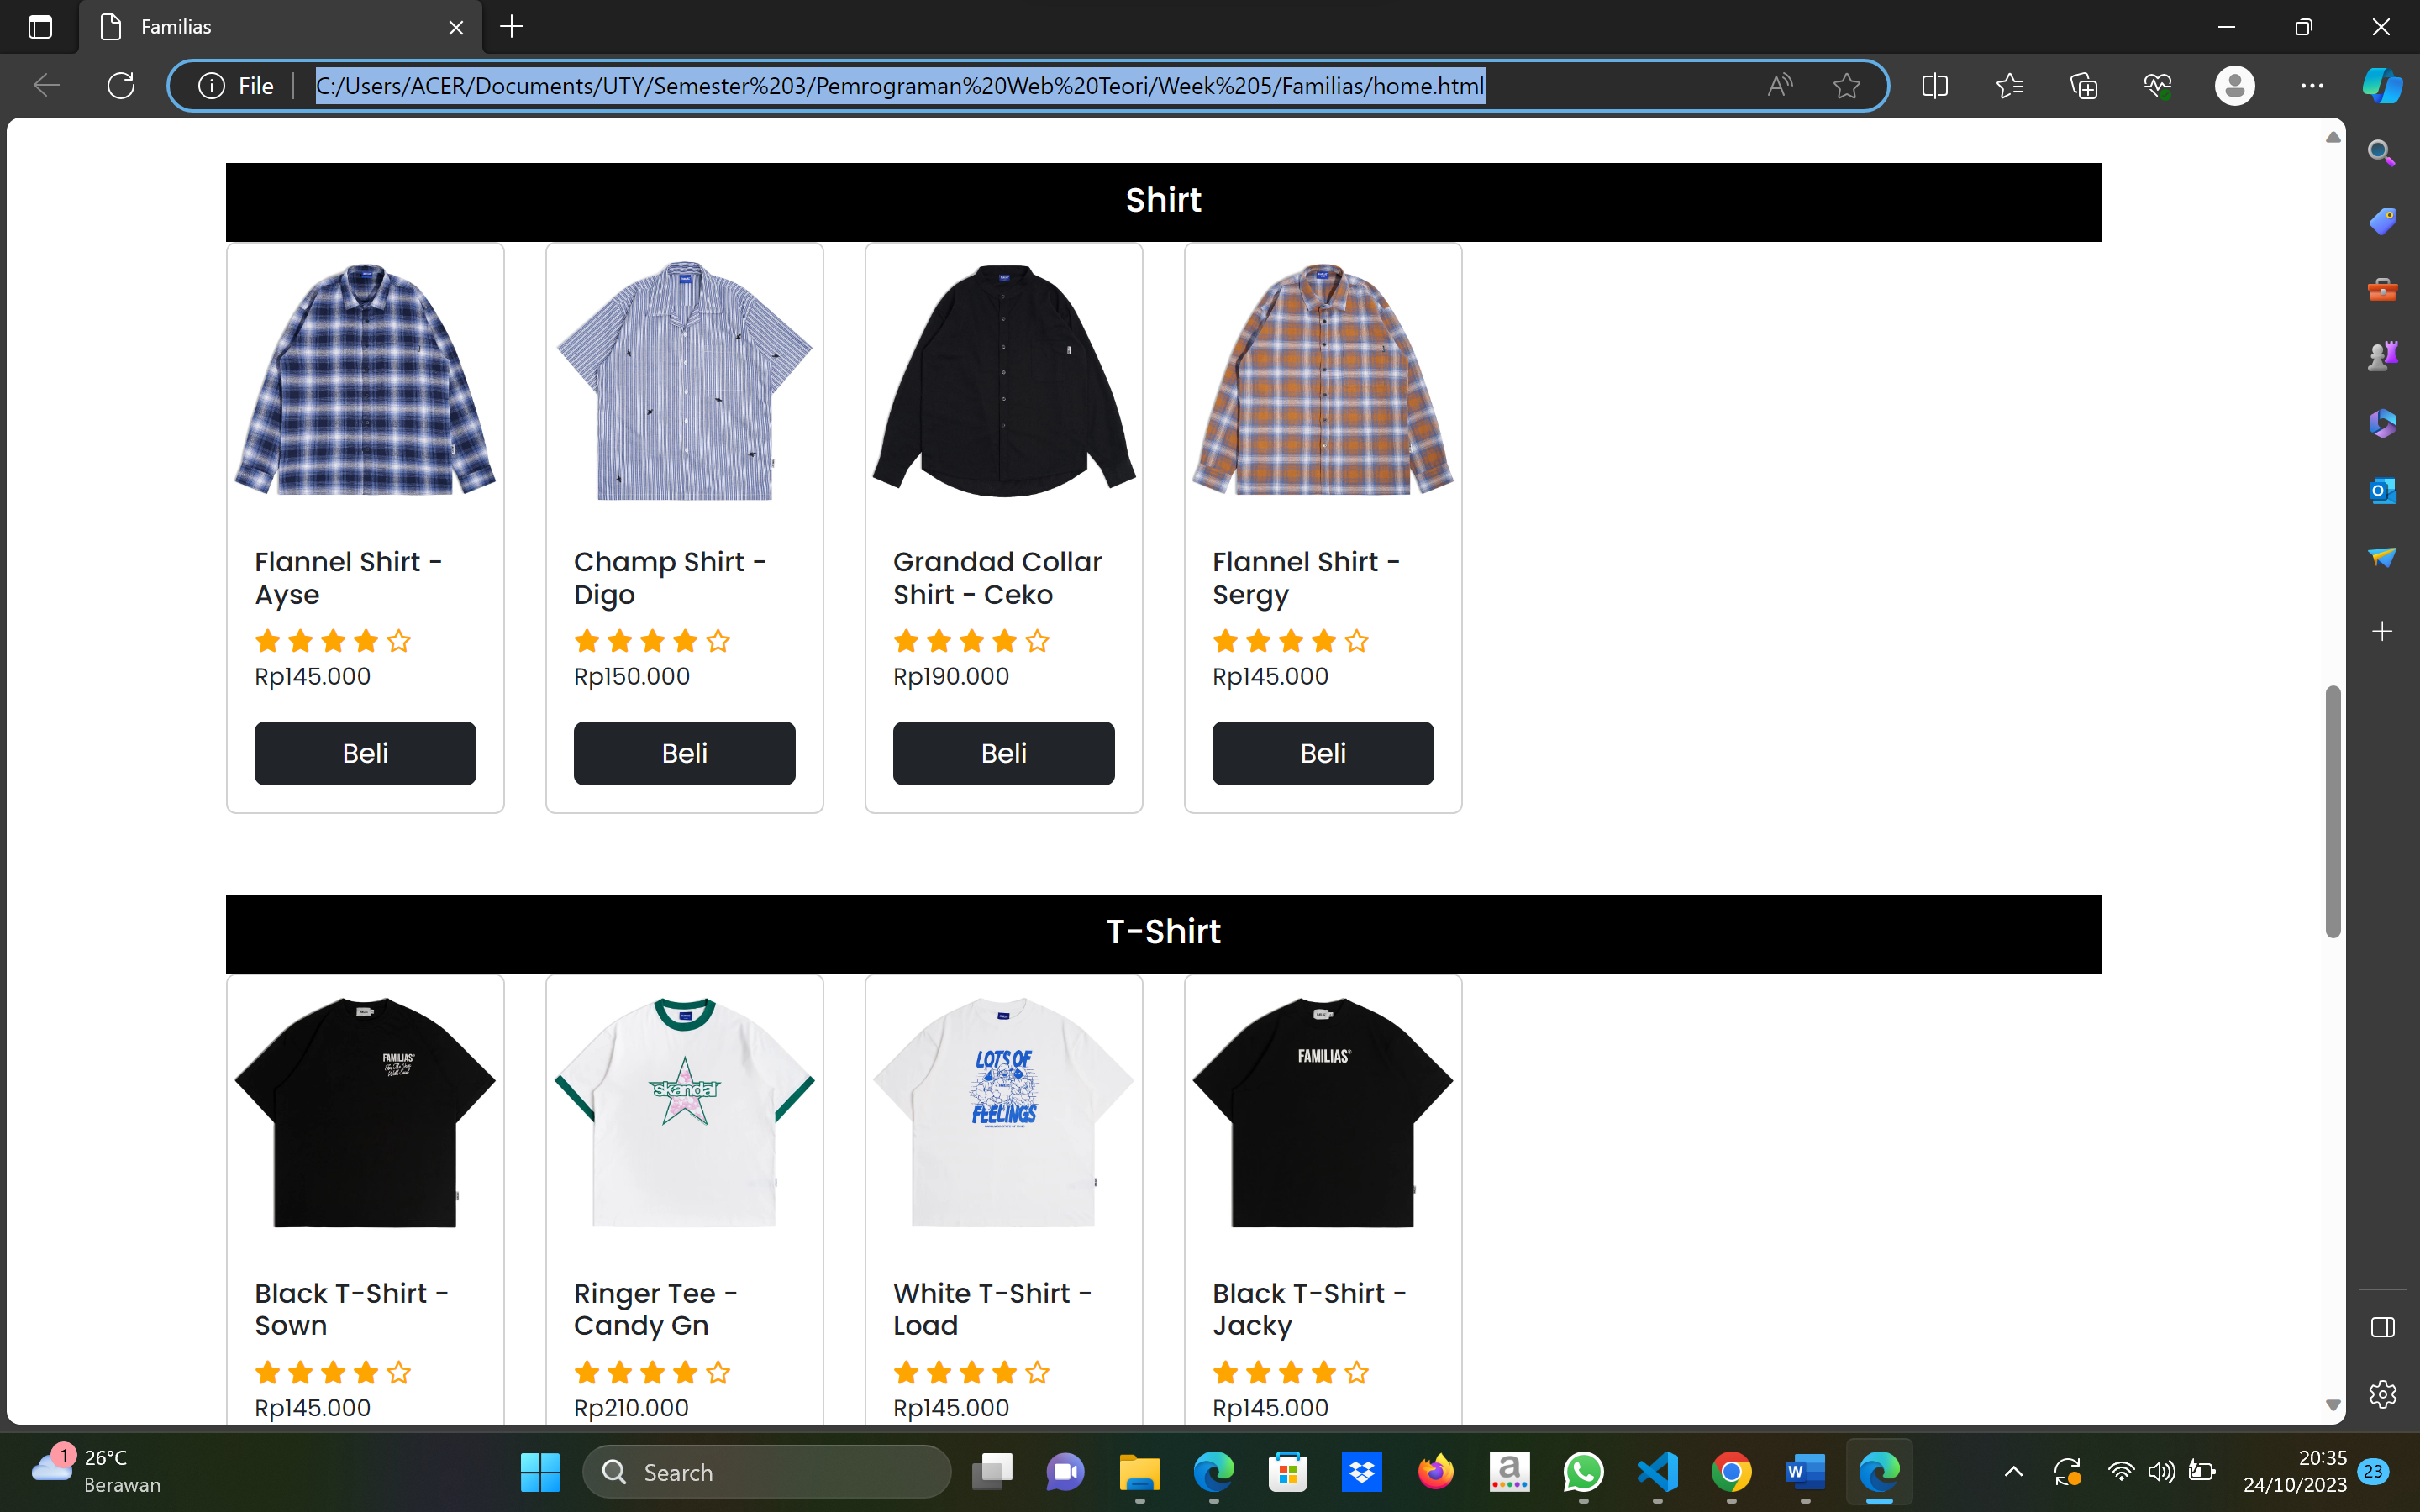 Familias
File
C:/Users/ACER/Documents/UTY/Semester%203/Pemrograman%20Web%20Teori/Week%205/Familias/home.html
Shirt
Flannel Shirt -
Ayse
Rp145.000
Beli
Champ Shirt -
Digo
Rp150.000
Beli
Grandad Collar
Shirt - Ceko
Rp190.000
Beli
Flannel Shirt -
Sergy
Rp145.000
Beli
T-Shirt
FAMILIAS®
skandal
LOTS OF
FEELINGS
FAMILIAS®
Black T-Shirt -
Sown
Rp145.000
Ringer Tee -
Candy Gn
Rp210.000
White T-Shirt -
Load
Rp145.000
Black T-Shirt -
Jacky
Rp145.000
1
26°C
Berawan
Search
20:35
24/10/2023
23